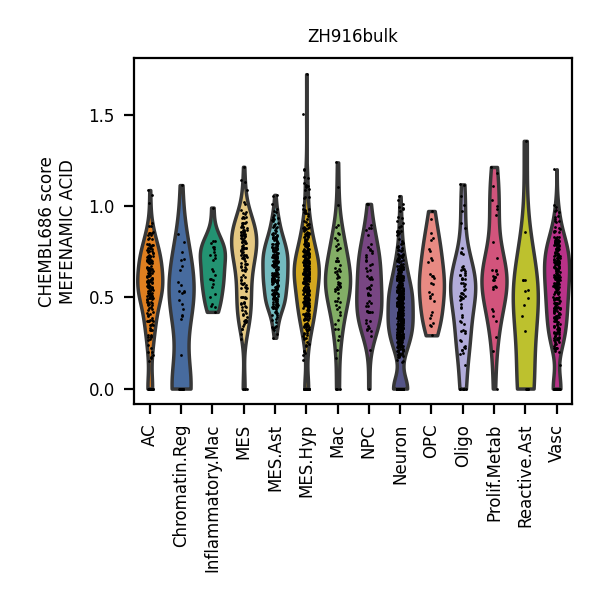 ZH916bulk
CHEMBL686 score
MEFENAMIC ACID
1.5
1.0
0.5
0.0
AC
Chromatin.Reg
Inflammatory.Mac
MES
MES.Ast
MES.Hyp
Mac
NPC
Neuron
OPC
Oligo
Prolif.Metab
Reactive.Ast
Vasc